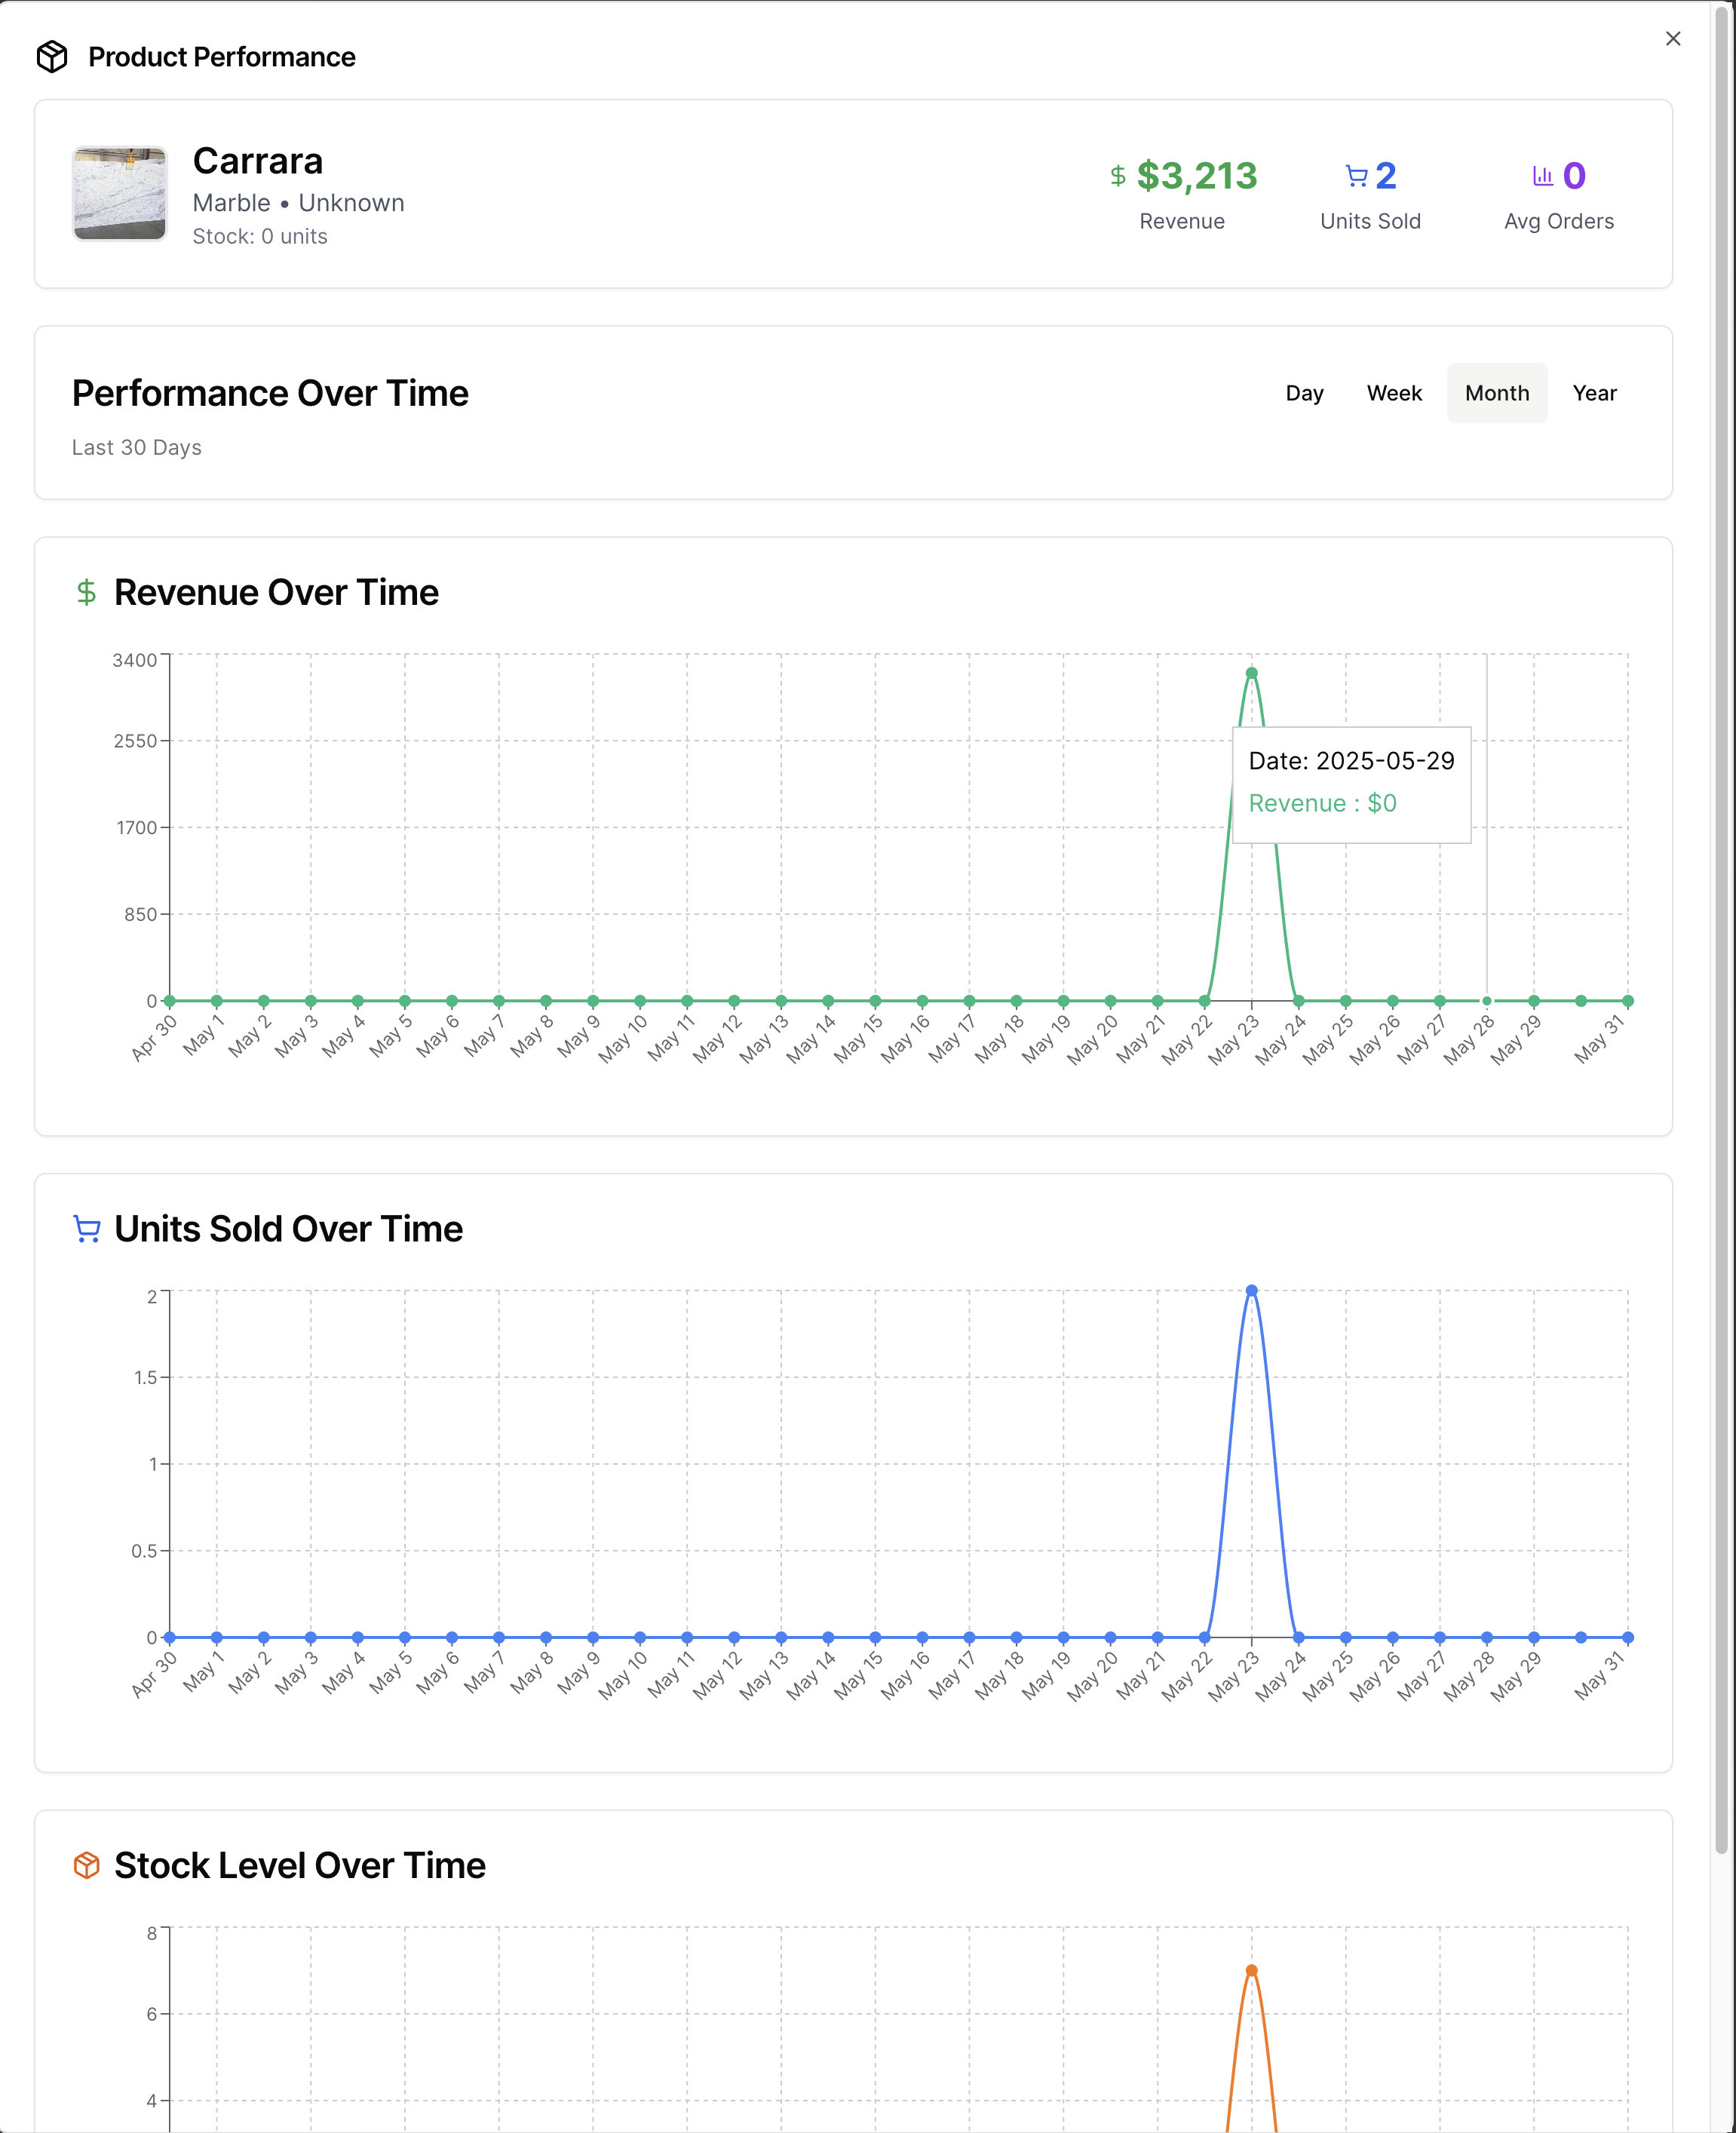 Product Performance
Carrara
Marble • Unknown
Stock: 0 units
$3,213
Revenue
2
Units Sold
0
Avg Orders
Performance Over Time
Last 30 Days
Day
Week
Month
Year
Revenue Over Time
3400
2550
1700
850
0
Date: 2025-05-29
Revenue : $0
Apr 30
May 1
May 2
May 3
May 4
May 5
May 6
May 7
May 8
May 9
May 10
May 11
May 12
May 13
May 14
May 15
May 16
May 17
May 18
May 19
May 20
May 21
May 22
May 23
May 24
May 25
May 26
May 27
May 28
May 29
May 31
Units Sold Over Time
2
1.5
1
0.5
0
Apr 30
May 1
May 2
May 3
May 4
May 5
May 6
May 7
May 8
May 9
May 10
May 11
May 12
May 13
May 14
May 15
May 16
May 17
May 18
May 19
May 20
May 21
May 22
May 23
May 24
May 25
May 26
May 27
May 28
May 29
May 31
Stock Level Over Time
8
6
4